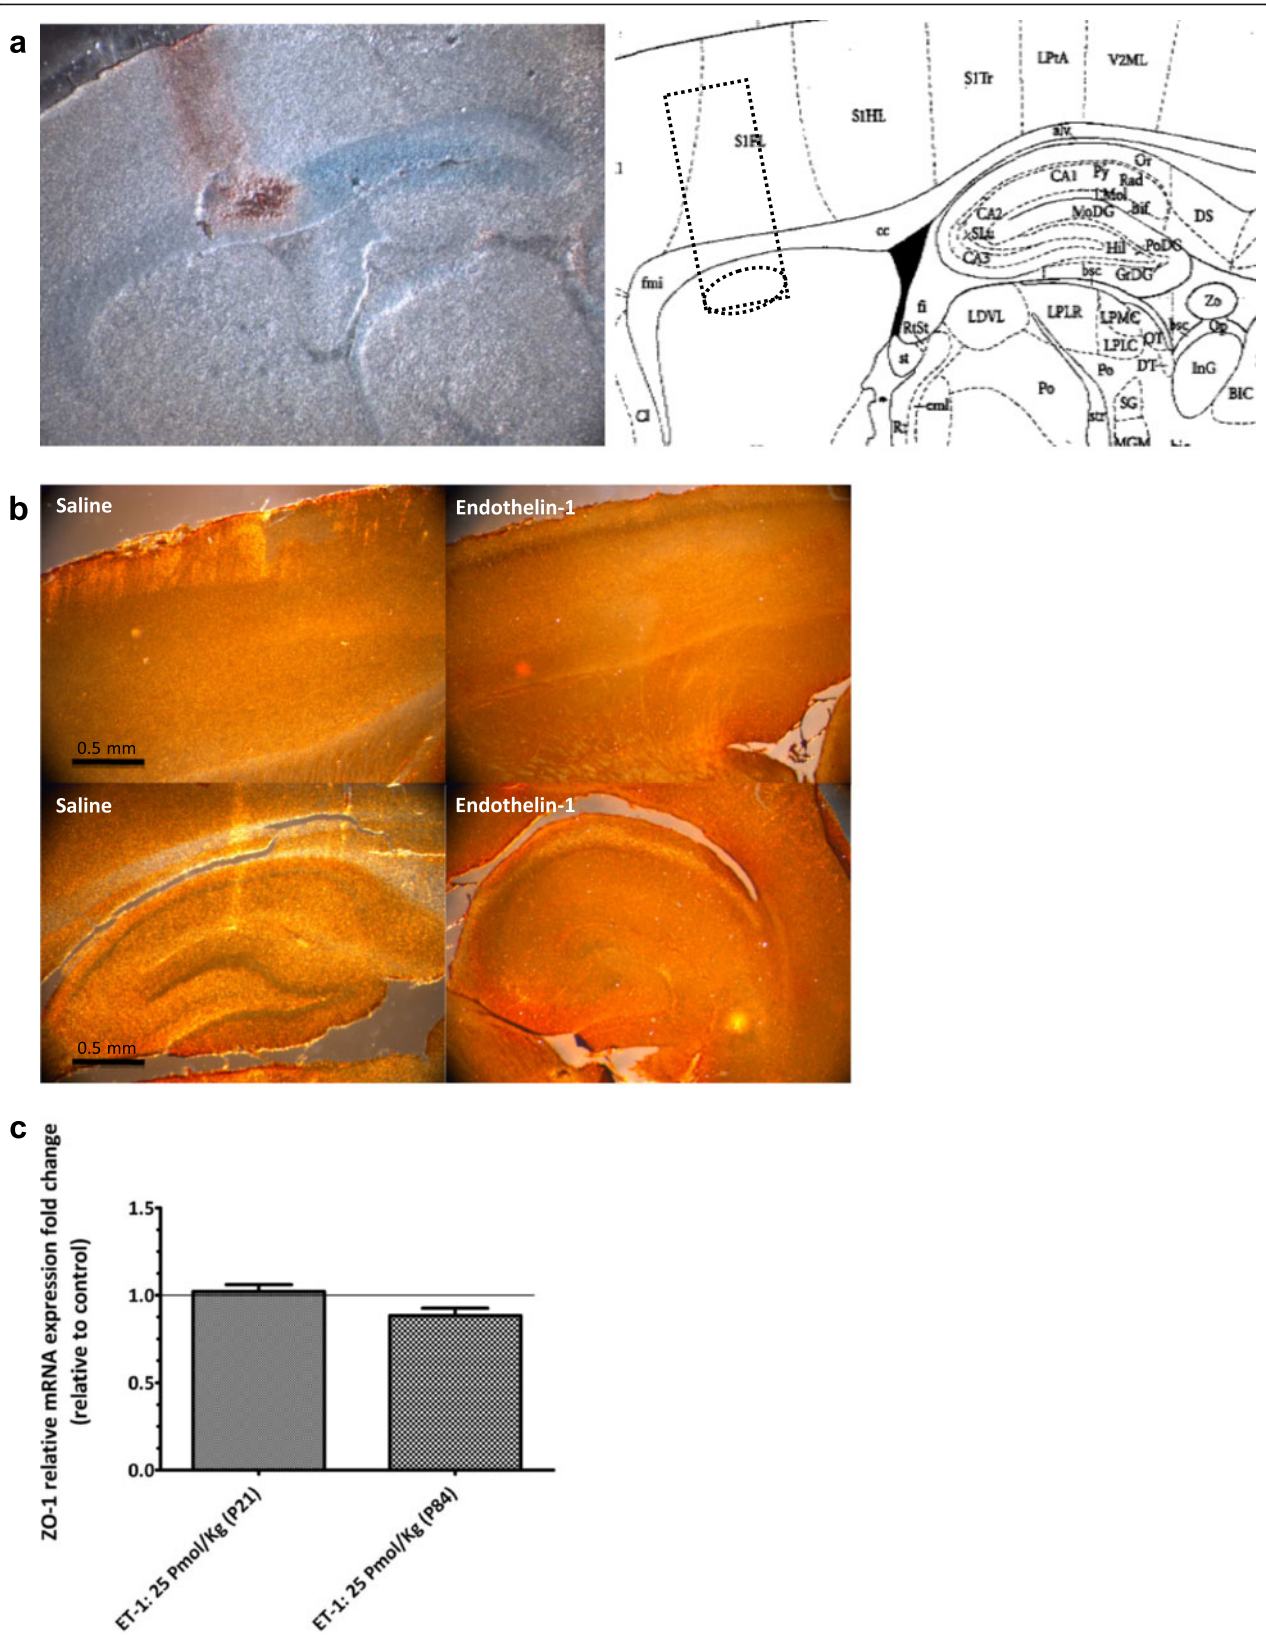 a
LPtA
V2ML
S1Tr
S1HL
S1FL
alv
Or
CA1
Py
Rad
LMol
CA2
MoDG
Bif
DS
SLu
Hil
PoDG
cc
CA3
bsc
GrDG
fmi
Zo
fi
LDVL
LPLR
LPMC
bsc
Op
RtSt
LPLC
OT
st
Po
DT
InG
eml
Po
SG
BIC
Cl
str
Rt
MGM
b
Saline
Endothelin-1
0.5 mm
Saline
Endothelin-1
0.5 mm
c
ZO-1 relative mRNA expression fold change
(relative to control)
1.5
1.0
0.5
0.0
ET-1: 25 Pmol/Kg (P21)
ET-1: 25 Pmol/Kg (P84)